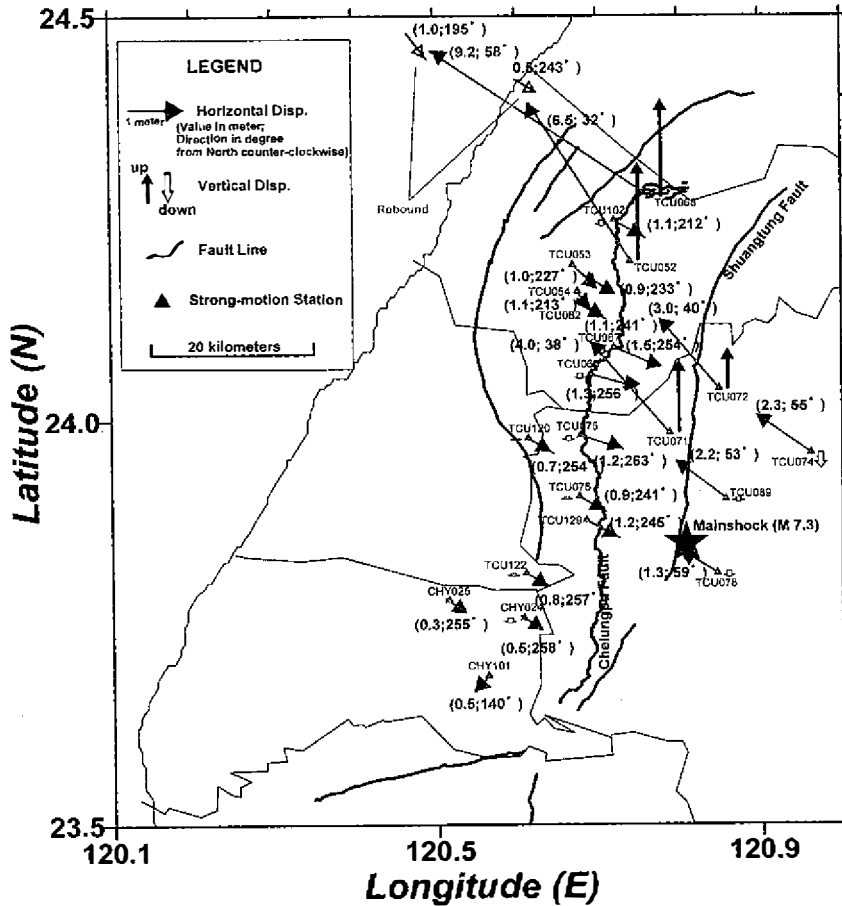 24.5
(1.0;195°)
(9.2; 58°)
0.5;243°)
LEGEND
1 meter
Horizontal Disp.
(Value in meter;
Direction in degree
from North counter-clockwise)
up
Vertical Disp.
down
Fault Line
Strong-motion Station
20 kilometers
Rebound
(6.5; 32°)
TCU068
TCU102
(1.1;212°)
Shuangtung Fault
TCU053
TCU052
(1.0;227°)
TCU054
(0.9;233°)
(1.1;213°)
TCU082
(3.0; 40°)
(1.1;241°)
(4.0; 38°)
(1.5;254°)
(1.3;256
TCU072
(2.3; 55°)
24.0
TCU120
TCU071
TCU074
(0.7;254
(1.2;263°)
(2.2; 53°)
TCU076
(0.9;241°)
TCU089
TCU129
(1.2;245°)
Mainshock (M 7.3)
TCU122
(1.3;59°)
TCU078
CHY025
(0.8;257°)
(0.3;255°)
CHY024
(0.5;258°)
Chelungpu Fault
CHY101
(0.5;140°)
23.5
120.1
120.5
120.9
Latitude (N)
Longitude (E)